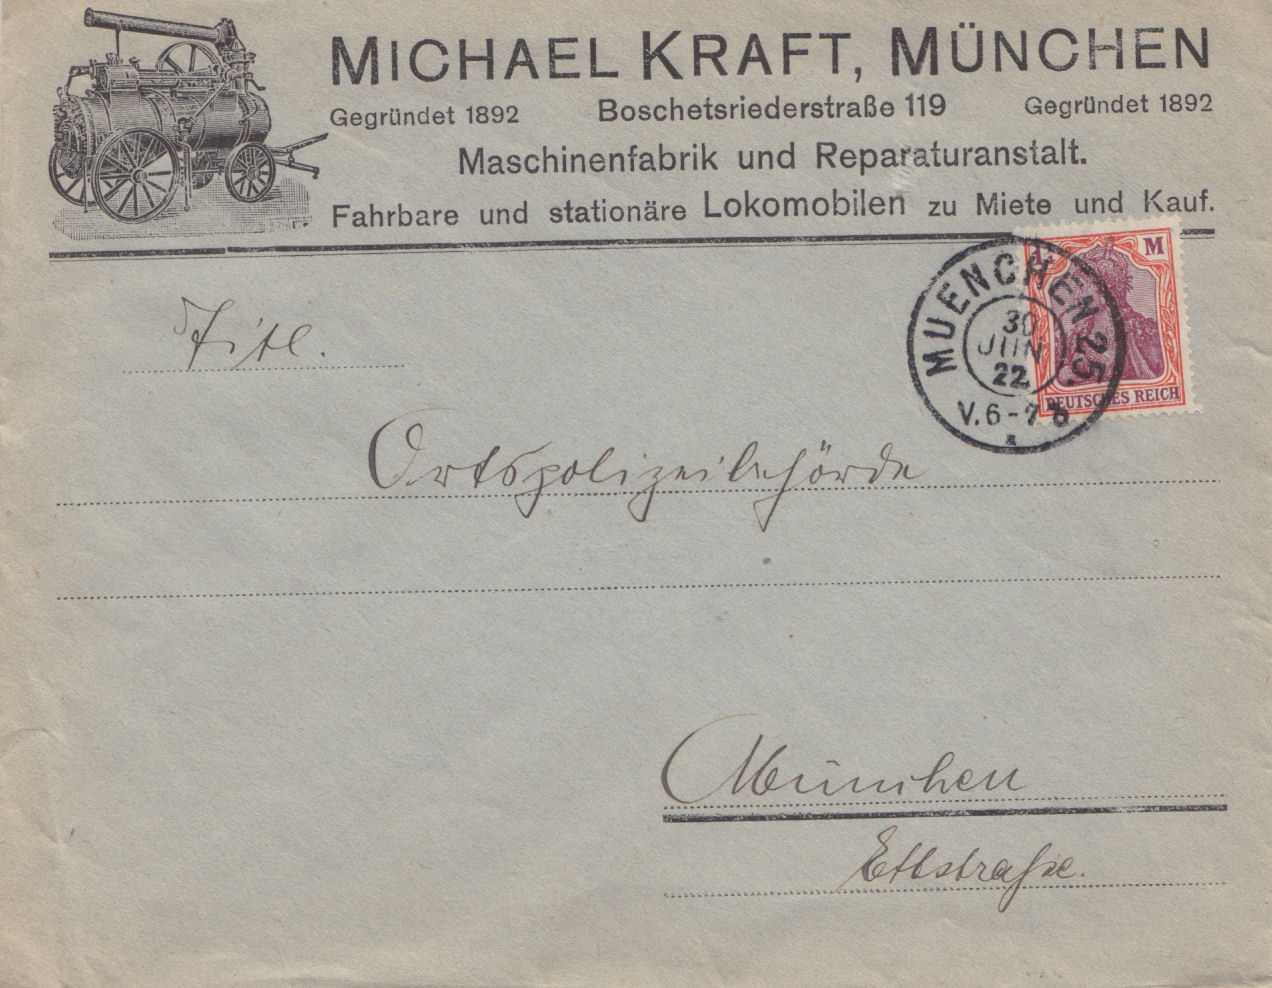 MICHAEL KRAFT, MÜNCHEN
Gegründet 1892 Boschetsriederstraße 119 Gegründet 1892
Maschinenfabrik und Reparaturanstalt.
Fahrbare und stationäre Lokomobilen zu Miete und Kauf.
1 M
DEUTSCHES REICH
MUENCHEN 25.
30
JUN
22
V.6-7
Titl.
Ortspolizeibehörde
München
Ettstraße.